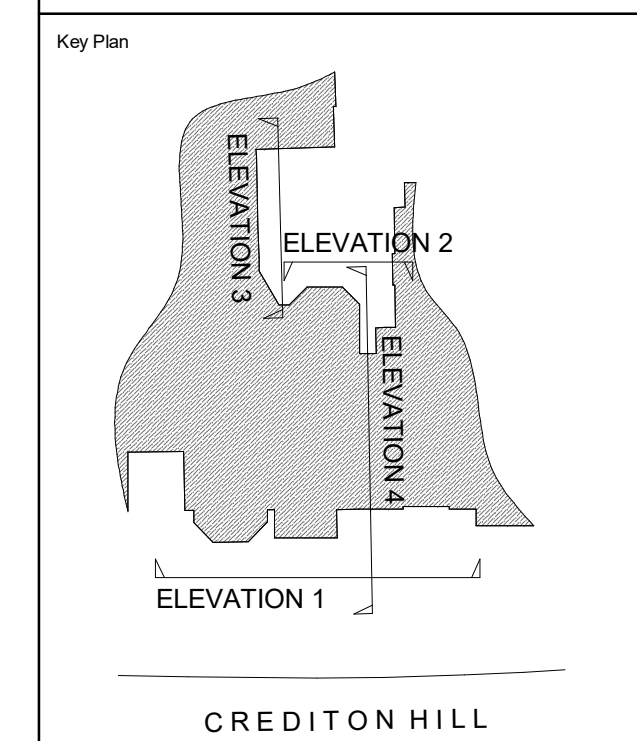 Key Plan
ELEVATION 3
ELEVATION 2
ELEVATION 4
ELEVATION 1
CREDITON HILL